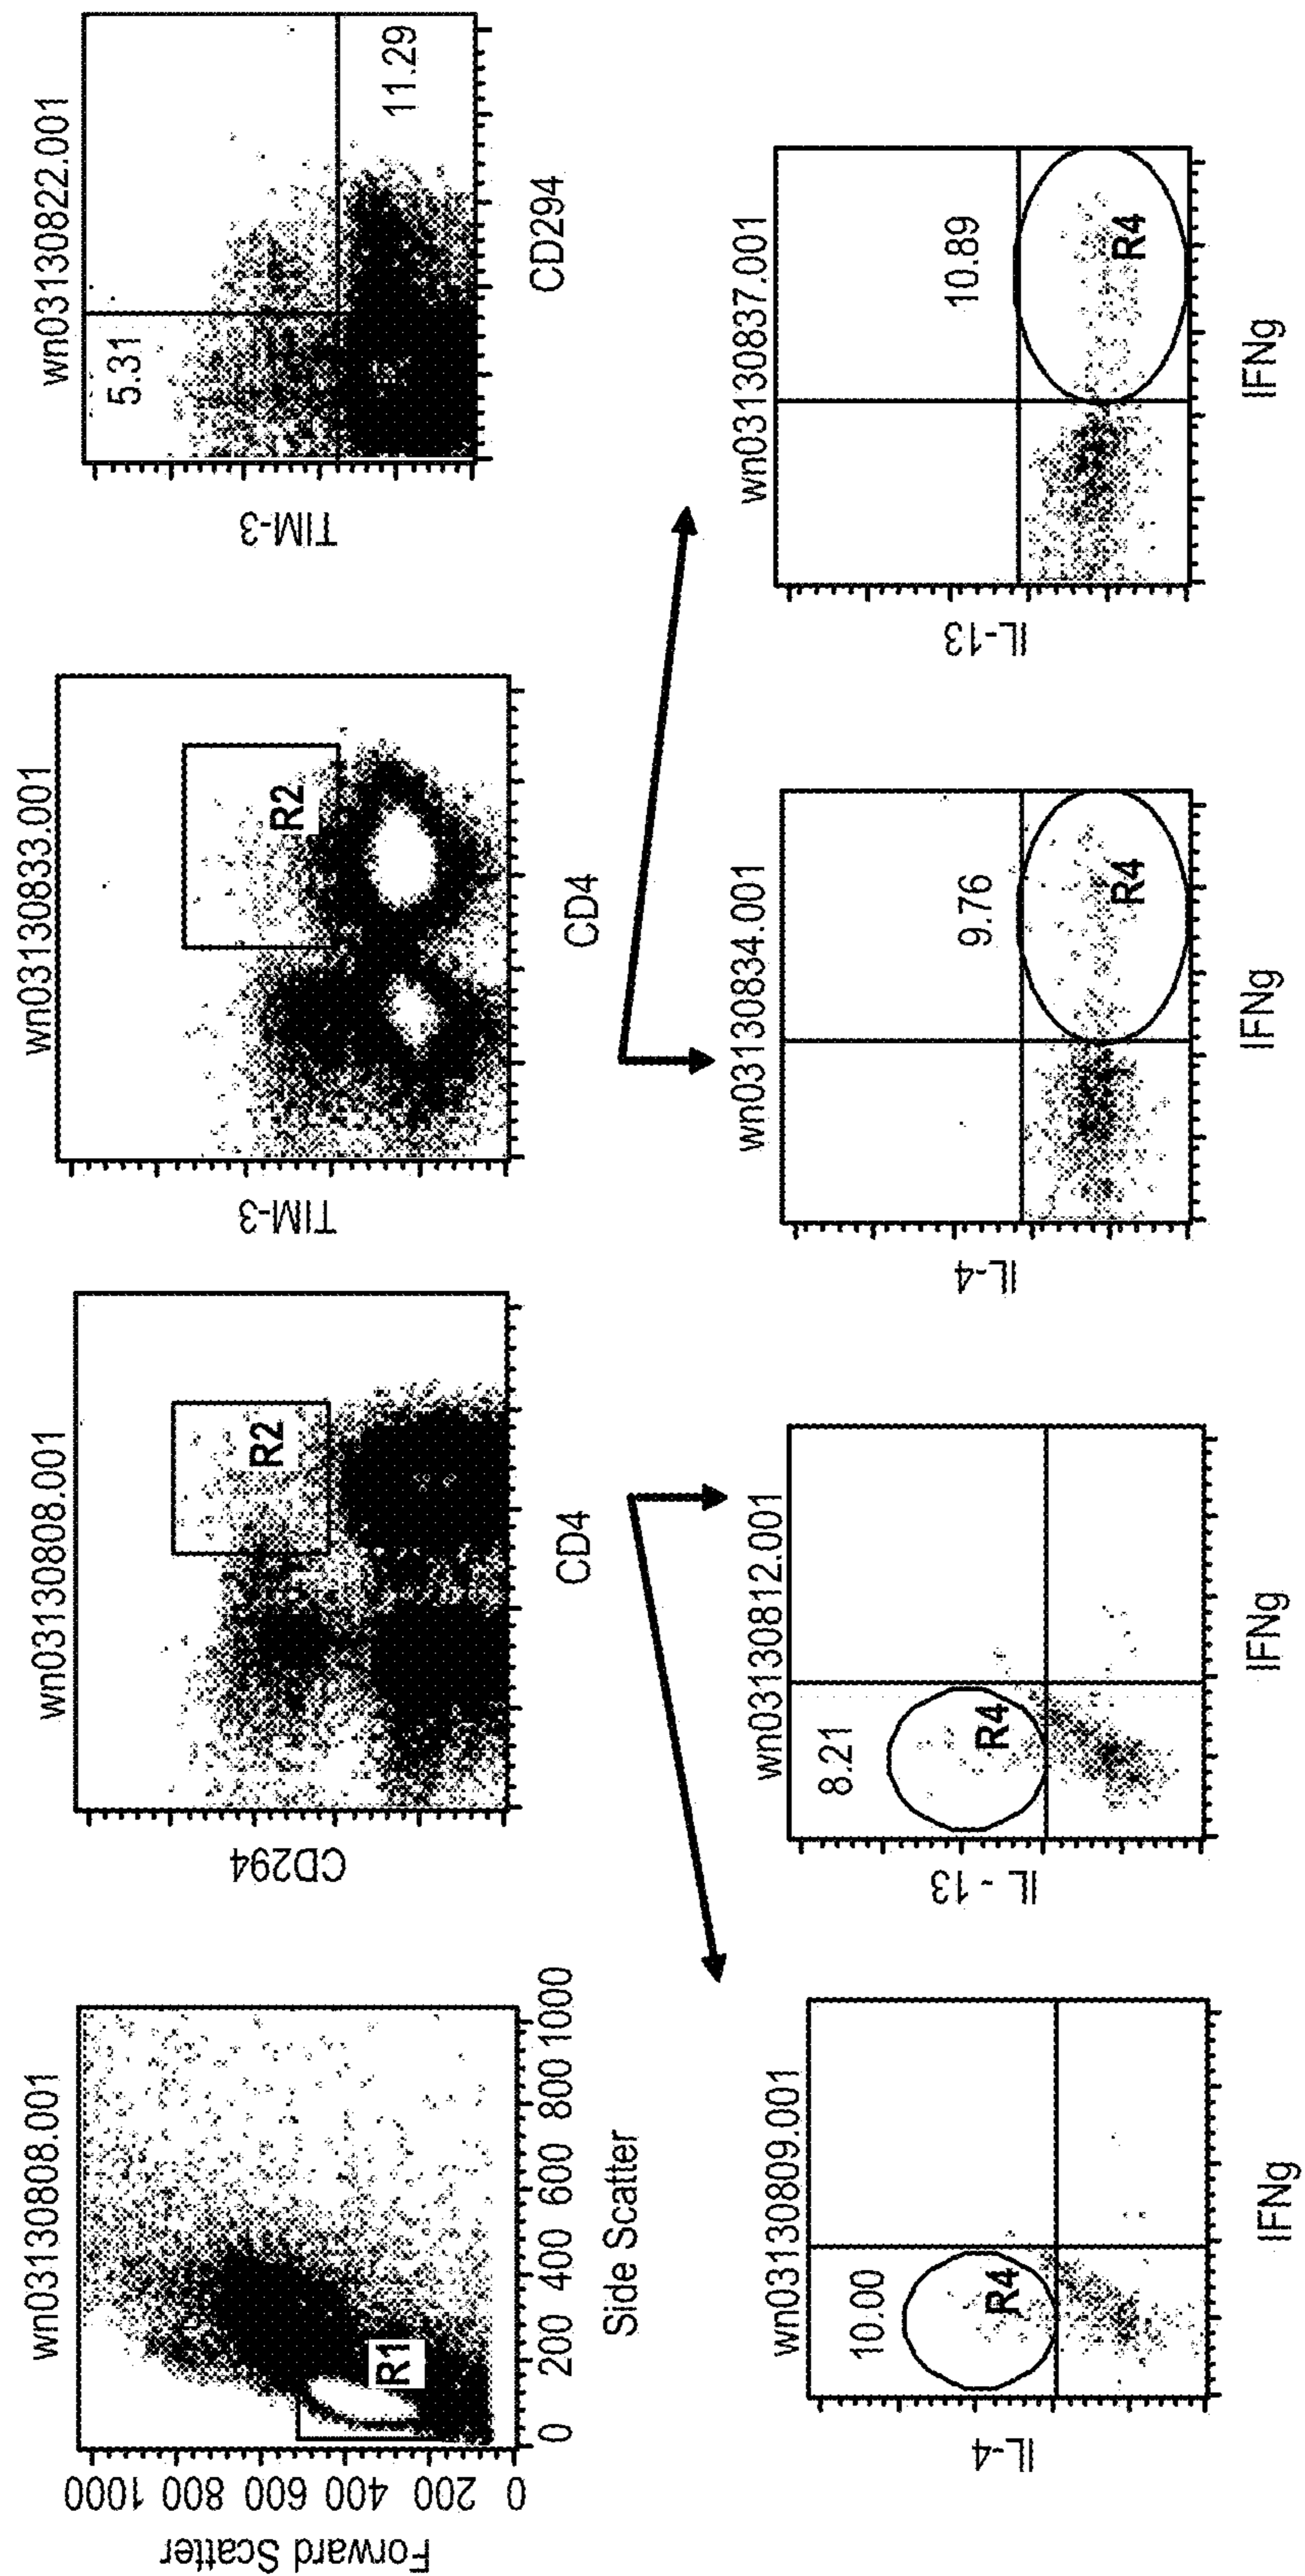 wn03130808.001
Forward Scatter
1000
800
600
400
200
0
R1
0 200 400 600 800 1000
Side Scatter
wn03130808.001
CD294
R2
CD4
wn03130833.001
TIM-3
R2
CD4
wn03130822.001
TIM-3
5.31
11.29
CD294
wn03130809.001
IL-4
10.00
R4
IFNg
wn03130812.001
IL - 13
8.21
R4
IFNg
wn03130834.001
IL-4
9.76
R4
IFNg
wn03130837.001
IL-13
10.89
R4
IFNg